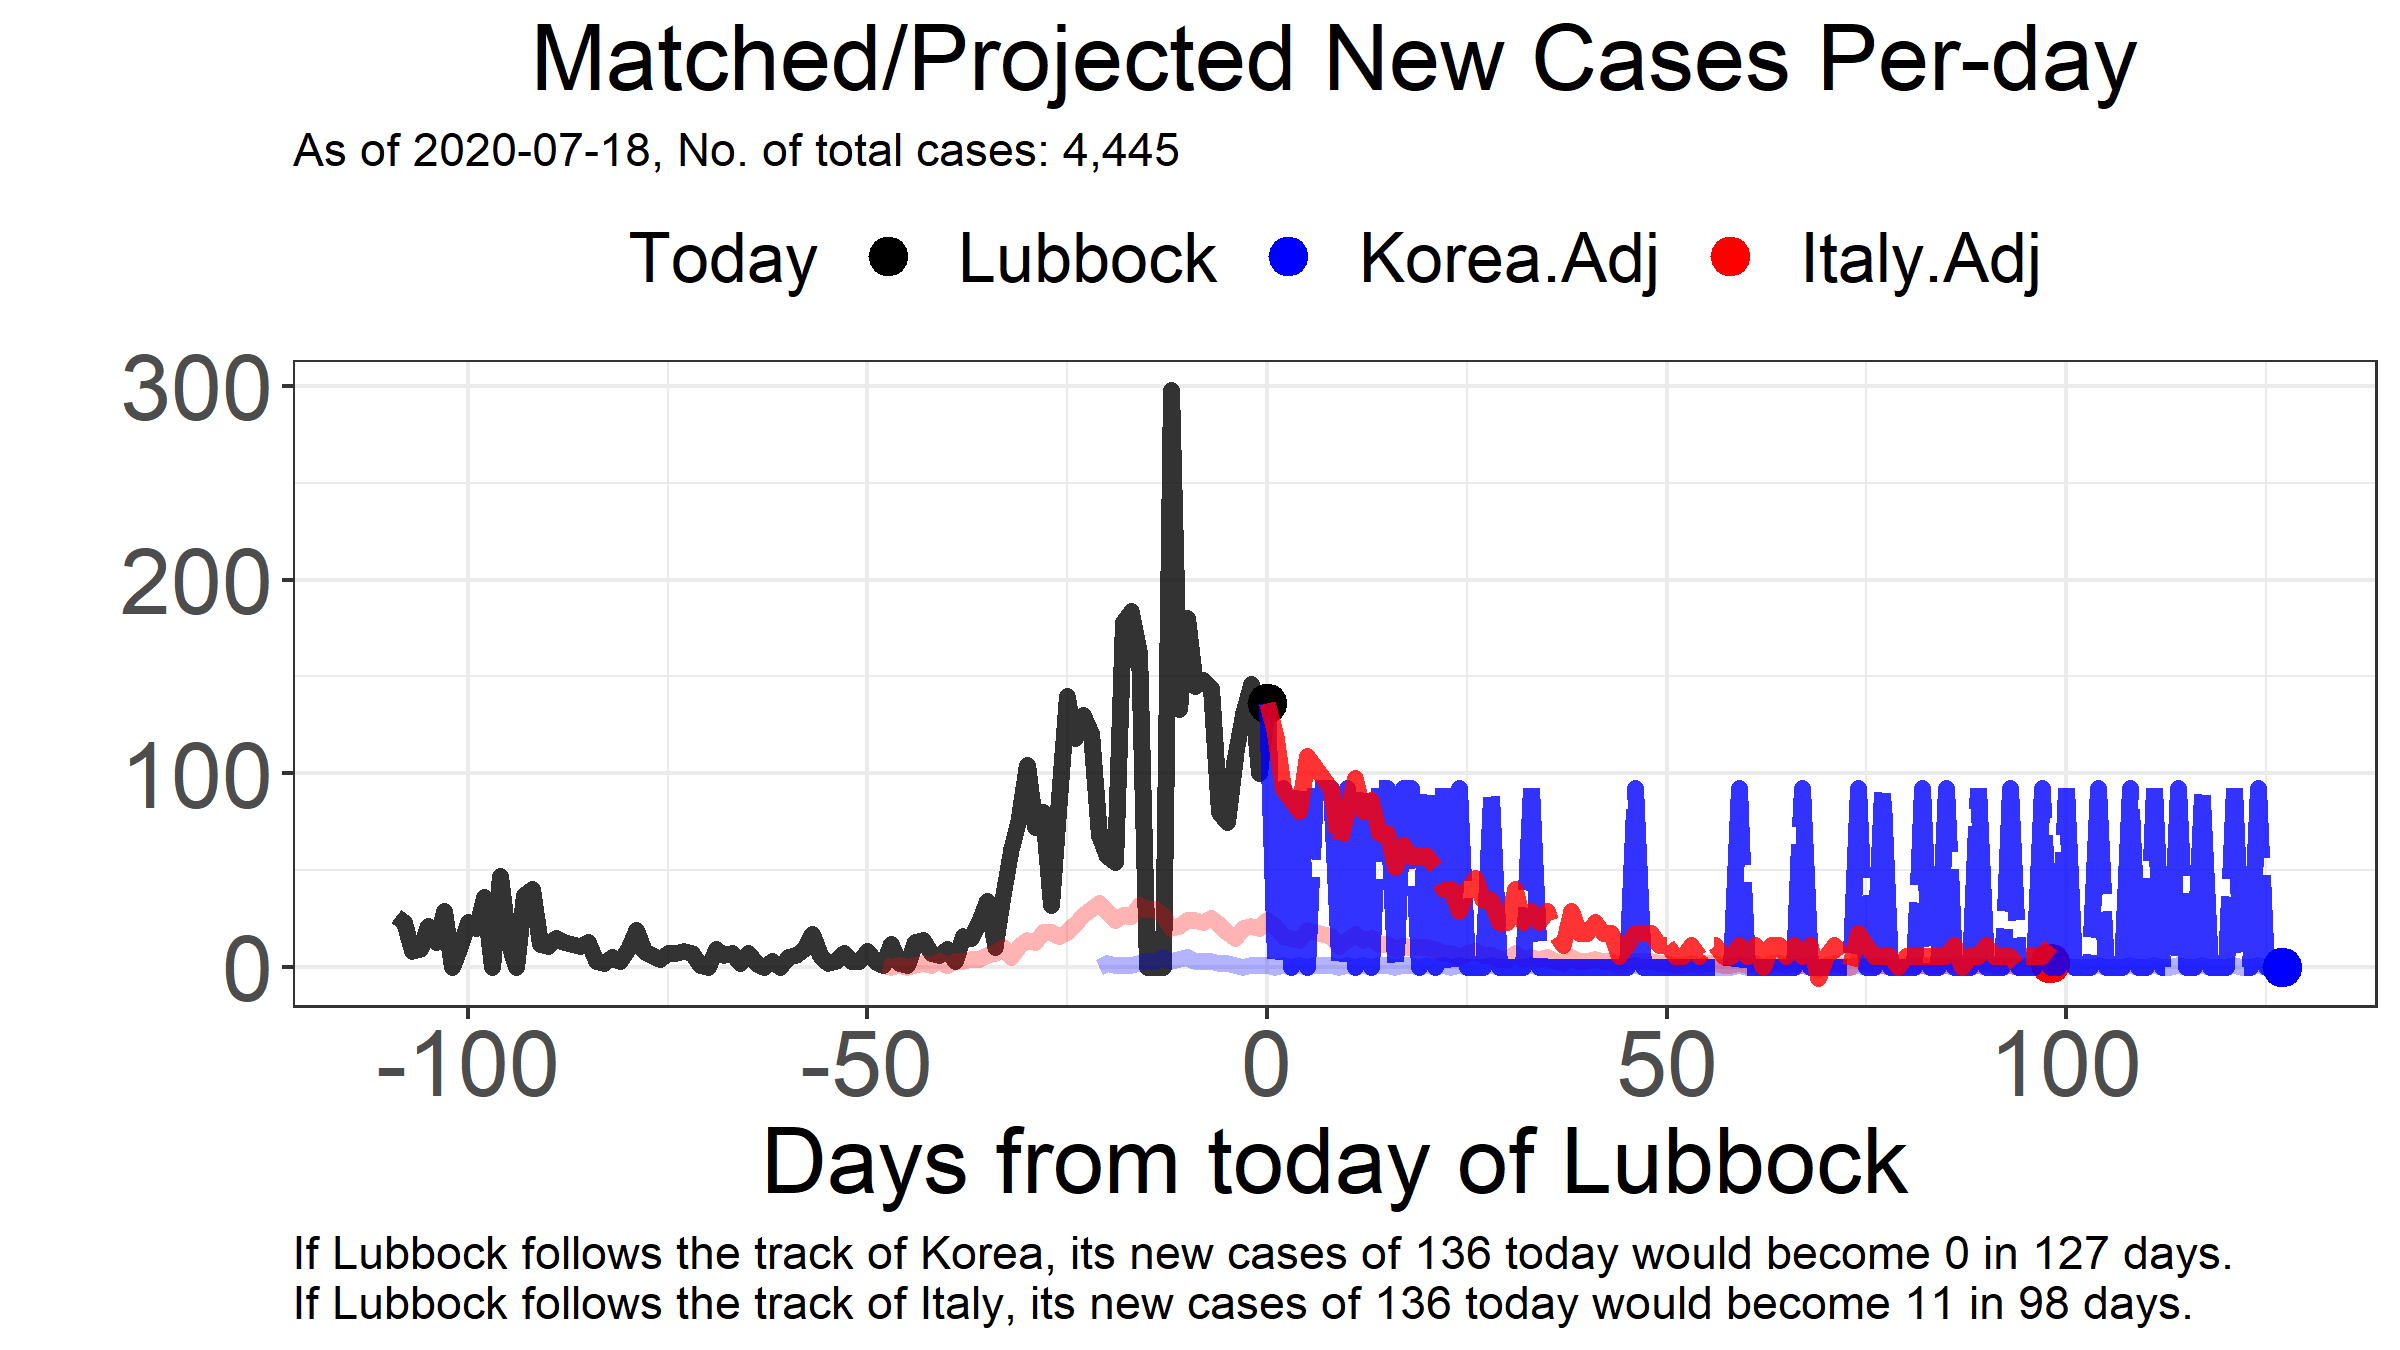 Matched/Projected New Cases Per-day
As of 2020-07-18, No. of total cases: 4,445
Today Lubbock Korea.Adj Italy.Adj
300
200
100
0
-100 -50 0 50 100
Days from today of Lubbock
If Lubbock follows the track of Korea, its new cases of 136 today would become 0 in 127 days.
If Lubbock follows the track of Italy, its new cases of 136 today would become 11 in 98 days.